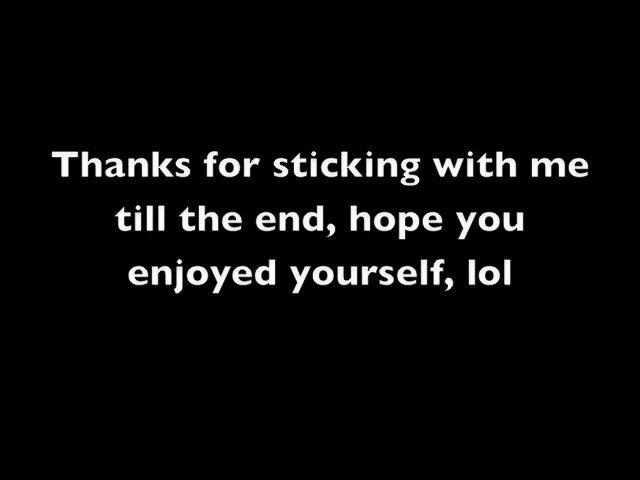 Thanks for sticking with me
till the end, hope you
enjoyed yourself, lol